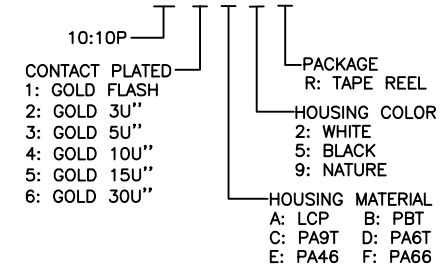 10:10P
CONTACT PLATED
1: GOLD FLASH
2: GOLD 3U''
3: GOLD 5U''
4: GOLD 10U''
5: GOLD 15U''
6: GOLD 30U''
PACKAGE
R: TAPE REEL
HOUSING COLOR
2: WHITE
5: BLACK
9: NATURE
HOUSING MATERIAL
A: LCP B: PBT
C: PA9T D: PA6T
E: PA46 F: PA66